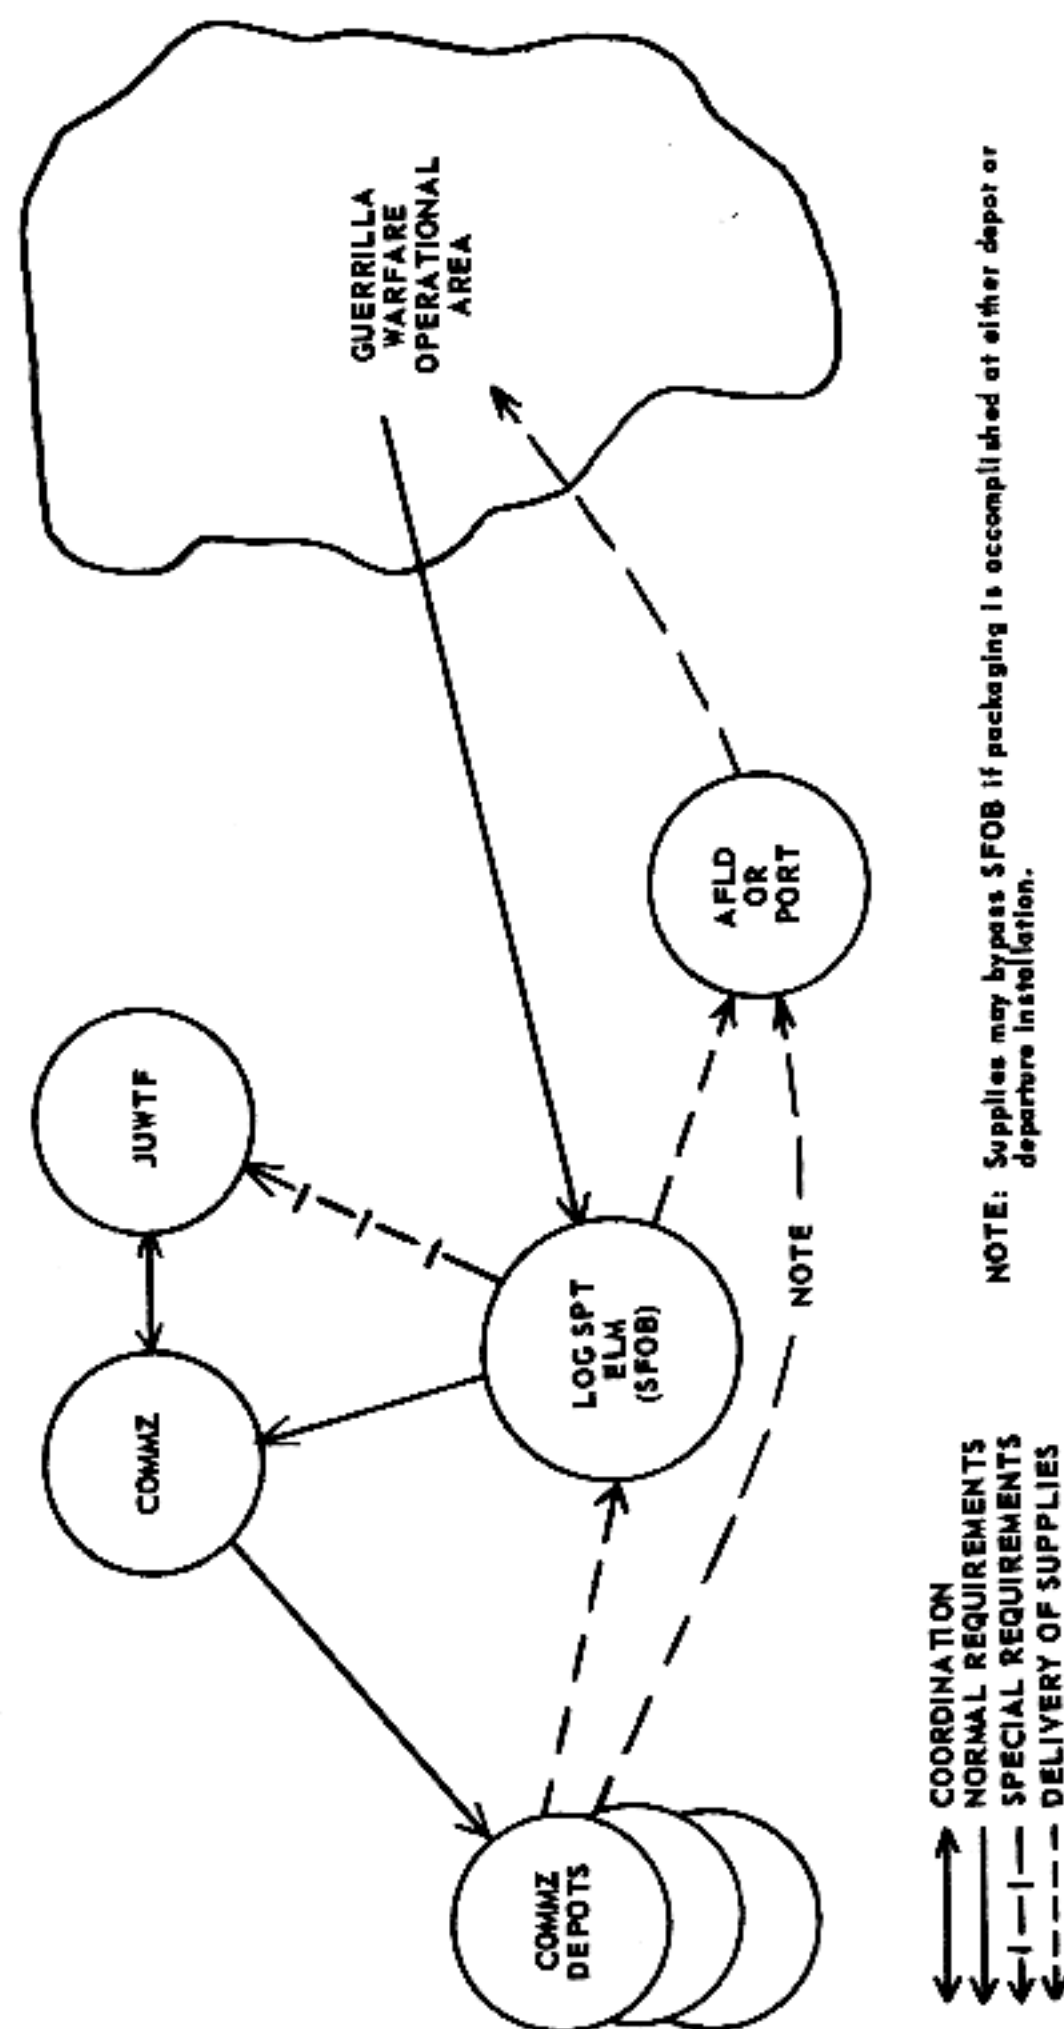 GUERRILLA
WARFARE
OPERATIONAL
AREA
JUWTF
COMMZ
LOG SPT
ELM
(SFOB)
AFLD
OR
PORT
COMMZ
DEPOTS
NOTE
COORDINATION
NORMAL REQUIREMENTS
SPECIAL REQUIREMENTS
DELIVERY OF SUPPLIES
NOTE: Supplies may bypass SFOB if packaging is accomplished at either depot or
departure installation.